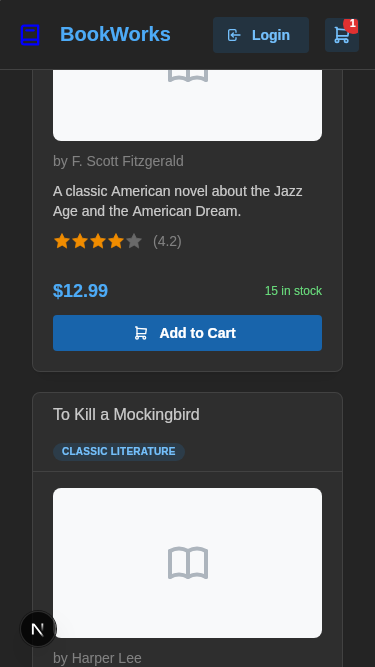 BookWorks
Login
1
by F. Scott Fitzgerald
A classic American novel about the Jazz
Age and the American Dream.
(4.2)
$12.99
15 in stock
Add to Cart
To Kill a Mockingbird
CLASSIC LITERATURE
N
by Harper Lee